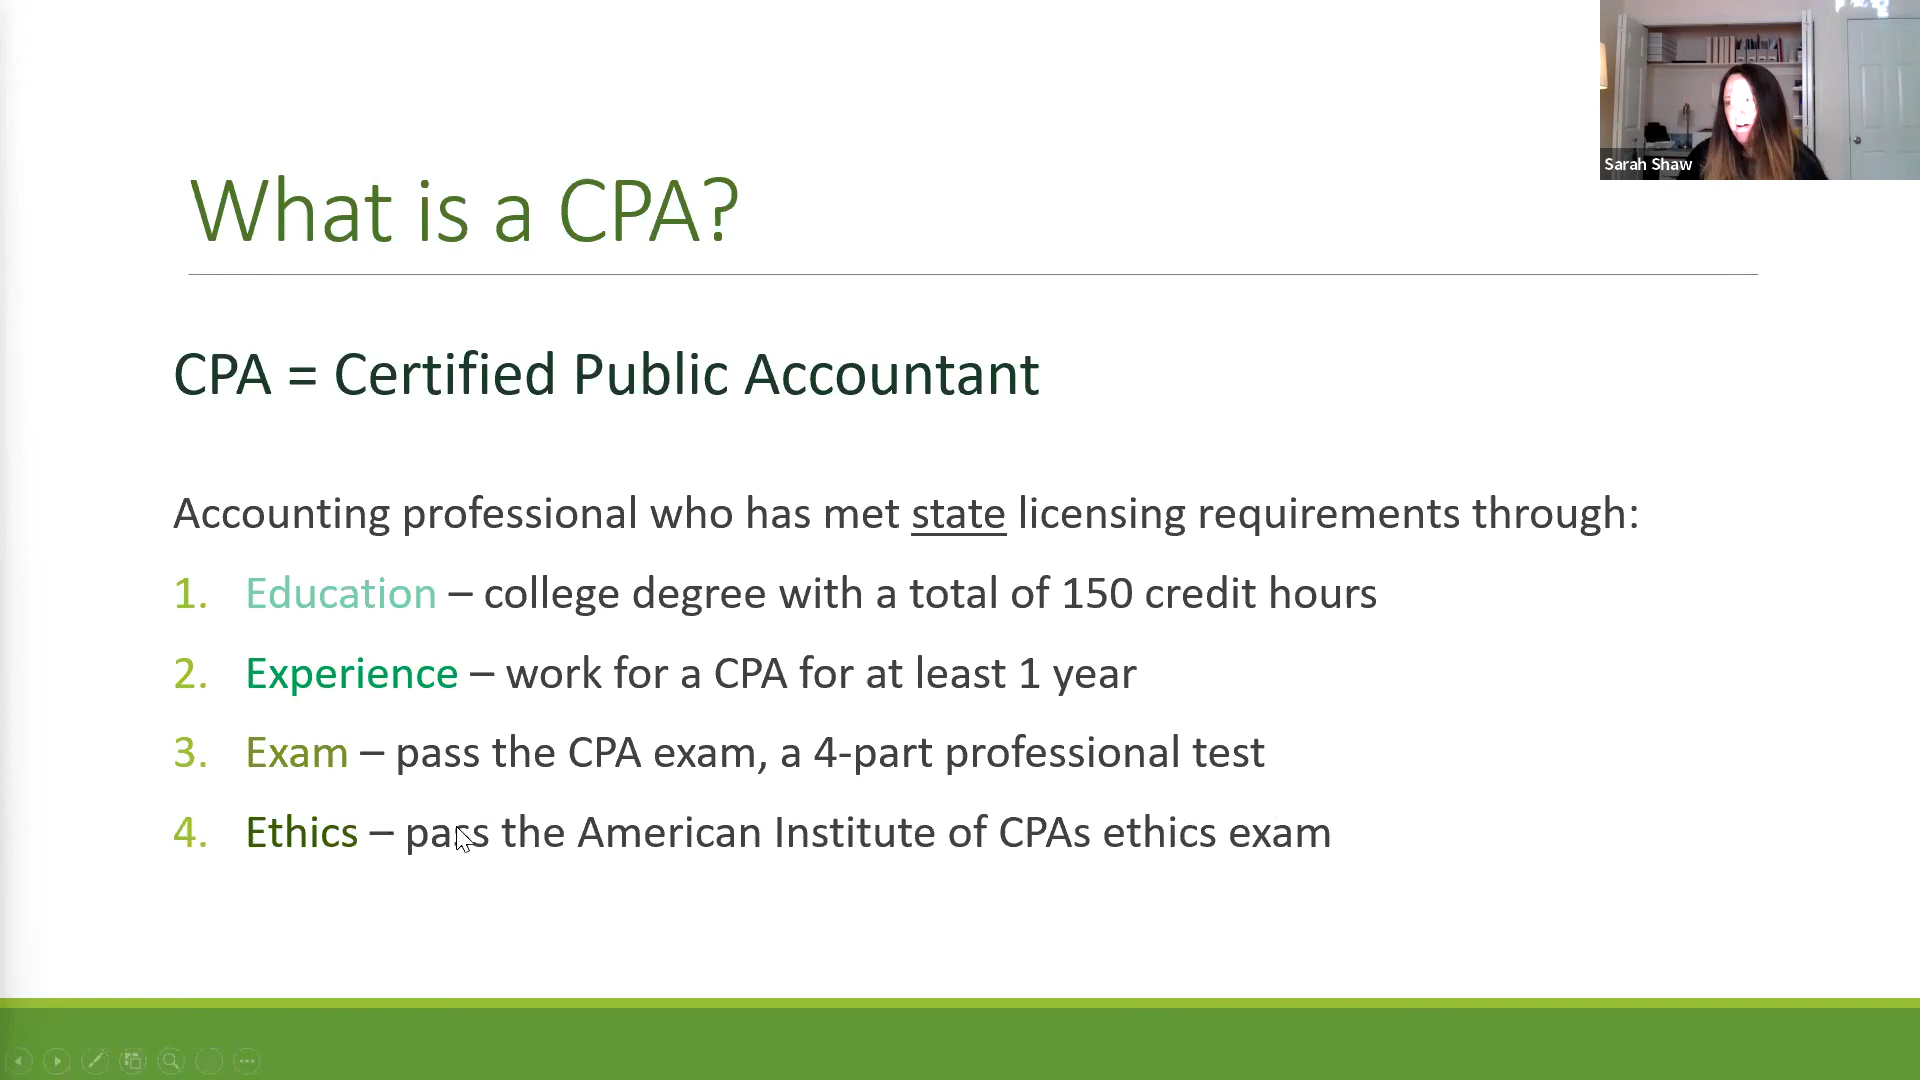 Sarah Shaw
What is a CPA?
CPA = Certified Public Accountant
Accounting professional who has met state licensing requirements through:
1. Education – college degree with a total of 150 credit hours
2. Experience – work for a CPA for at least 1 year
3. Exam – pass the CPA exam, a 4-part professional test
4. Ethics – pass the American Institute of CPAs ethics exam